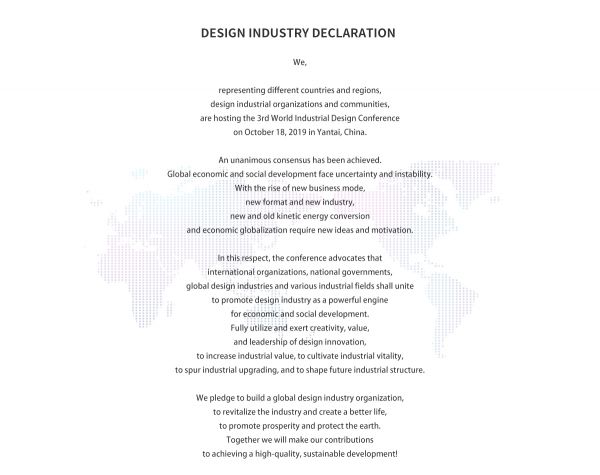 DESIGN INDUSTRY DECLARATION
We,
representing different countries and regions,
design industrial organizations and communities,
are hosting the 3rd World Industrial Design Conference
on October 18, 2019 in Yantai, China.
An unanimous consensus has been achieved.
Global economic and social development face uncertainty and instability.
With the rise of new business mode,
new format and new industry,
new and old kinetic energy conversion
and economic globalization require new ideas and motivation.
In this respect, the conference advocates that
international organizations, national governments,
global design industries and various industrial fields shall unite
to promote design industry as a powerful engine
for economic and social development.
Fully utilize and exert creativity, value,
and leadership of design innovation,
to increase industrial value, to cultivate industrial vitality,
to spur industrial upgrading, and to shape future industrial structure.
We pledge to build a global design industry organization,
to revitalize the industry and create a better life,
to promote prosperity and protect the earth.
Together we will make our contributions
to achieving a high-quality, sustainable development!